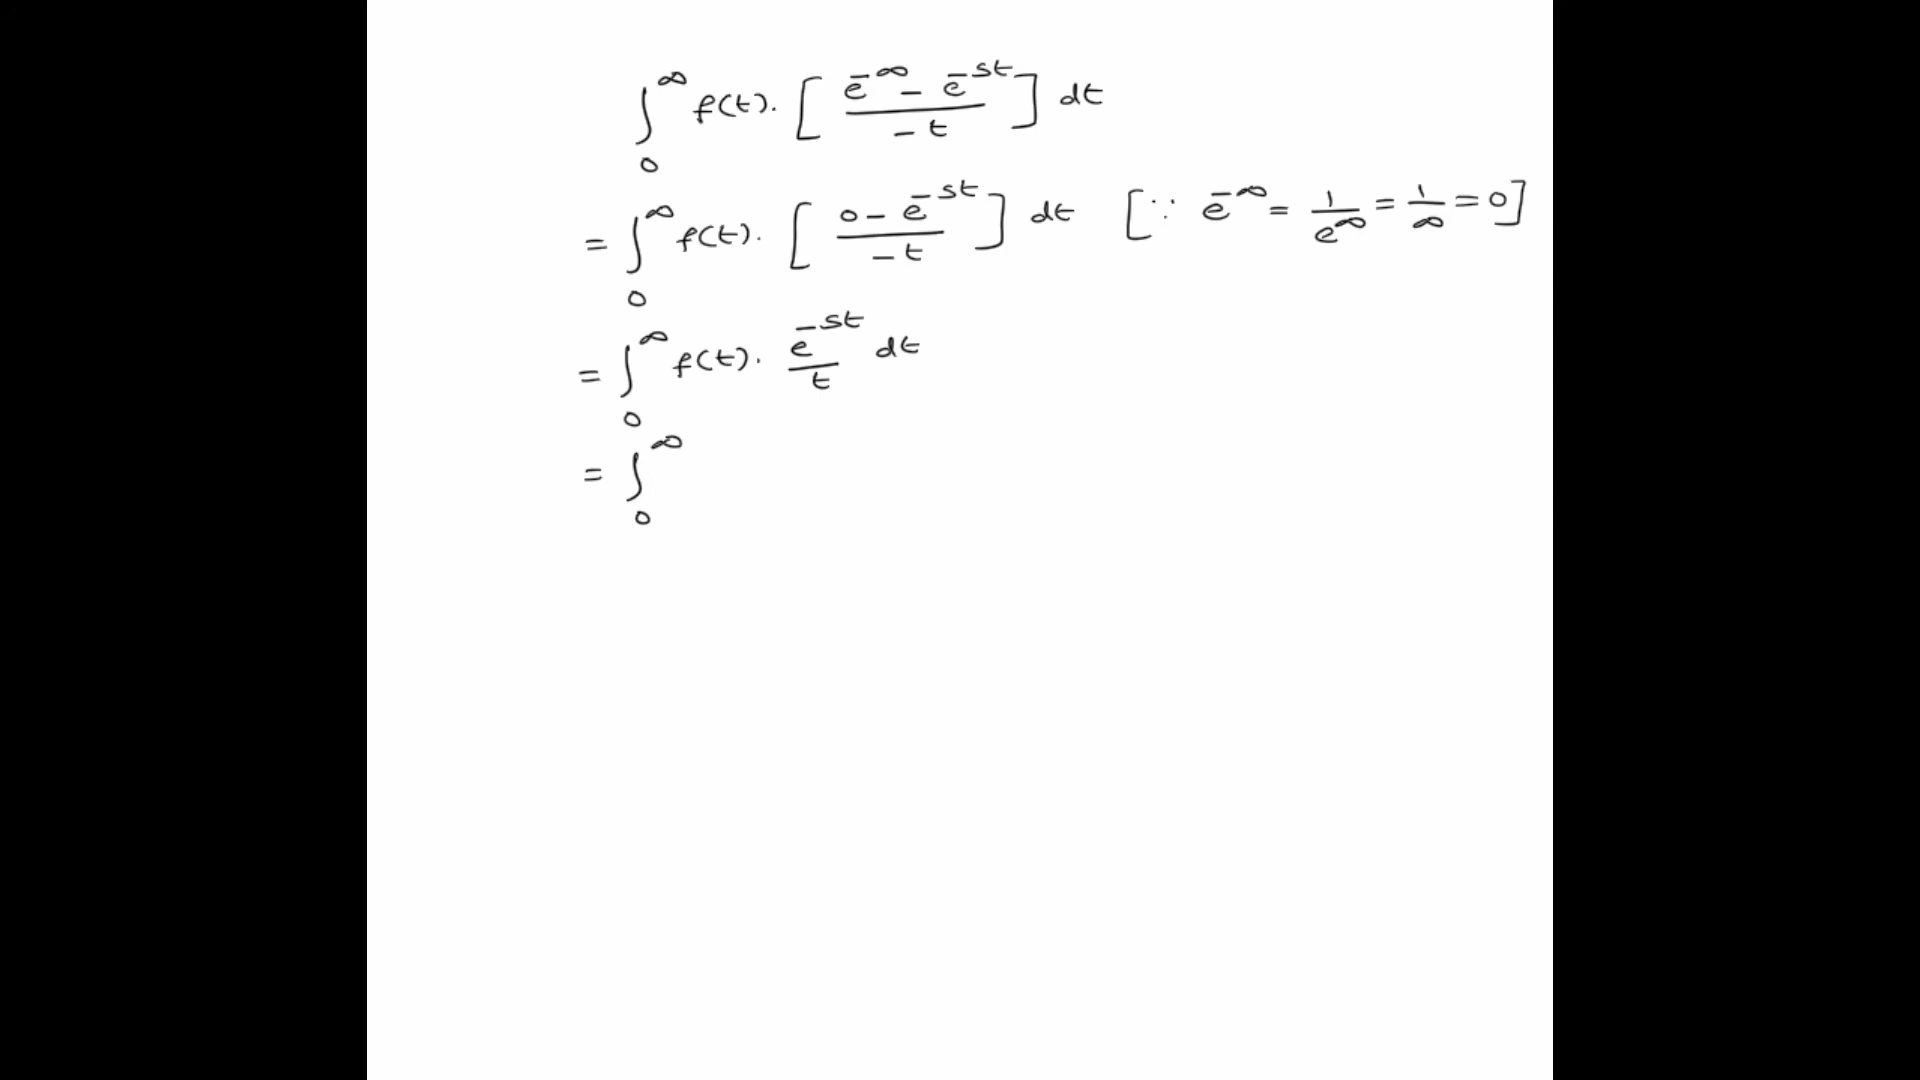 ∫₀^∞ f(t). [ (e^-∞ - e^-st) / -t ] dt
= ∫₀^∞ f(t). [ (0 - e^-st) / -t ] dt [∵ e^-∞ = 1/e^∞ = 1/∞ = 0]
= ∫₀^∞ f(t). e^-st / t dt
= ∫₀^∞